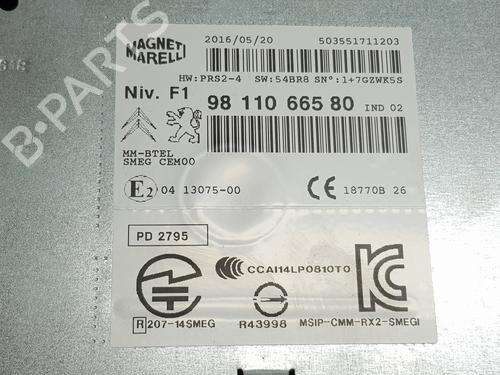 MAGNETI MARELLI
2016/05/20 503551711203
HW:PRS2-4 SW:54BR8 SN°:1+7GZWK5S
Niv. F1
98 110 665 80 IND 02
MM-BTEL
SMEG CEM00
E2 04 13075-00 CE 18770B 26
PD 2795
CCC CCAI14LP0810T0
R 207-14SMEG R43998 MSIP-CMM-RX2-SMEGI
B-PARTS